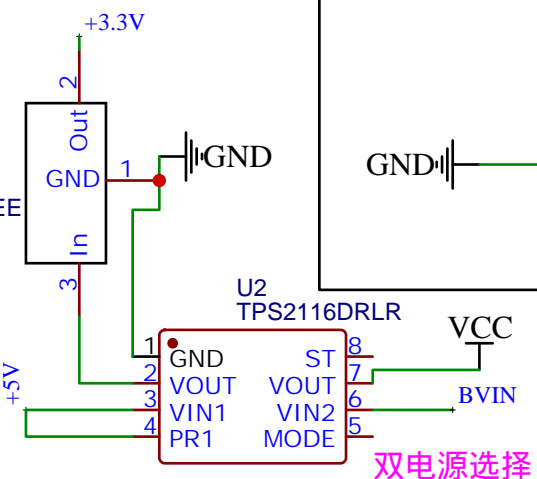 +3.3V
2
Out
GND
1
GND
GND
EE
In
3
U2
TPS2116DRLR
VCC
+5V
1
GND
ST
8
2
VOUT
VOUT
7
3
VIN1
VIN2
6
BVIN
4
PR1
MODE
5
双电源选择